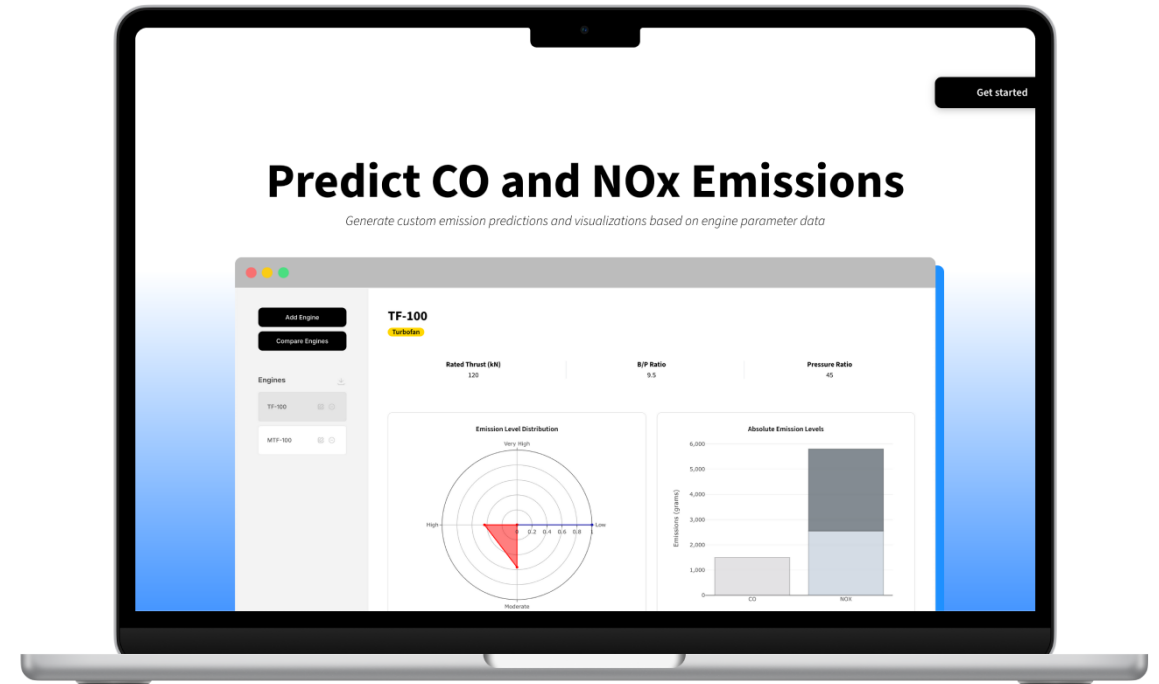 Get started
Predict CO and NOx Emissions
Generate custom emission predictions and visualizations based on engine parameter data
Add Engine
Compare Engines
Engines
TF-100
MTF-100
TF-100
Turbofan
Rated Thrust (kN)
120
B/P Ratio
9.5
Pressure Ratio
45
Emission Level Distribution
Very High
High
Low
0 0.2 0.4 0.6 0.8 1
Moderate
Absolute Emission Levels
Emissions (grams)
6,000
5,000
4,000
3,000
2,000
1,000
0
CO NOX